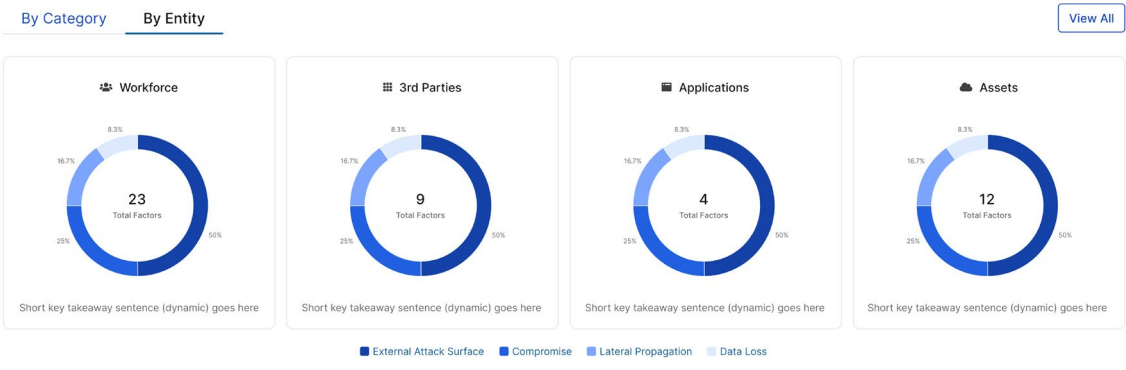 By Category
By Entity
View All
Workforce
8.3%
16.7%
23
Total Factors
50%
25%
Short key takeaway sentence (dynamic) goes here
3rd Parties
8.3%
16.7%
9
Total Factors
50%
25%
Short key takeaway sentence (dynamic) goes here
Applications
8.3%
16.7%
4
Total Factors
50%
25%
Short key takeaway sentence (dynamic) goes here
Assets
8.3%
16.7%
12
Total Factors
50%
25%
Short key takeaway sentence (dynamic) goes here
External Attack Surface
Compromise
Lateral Propagation
Data Loss